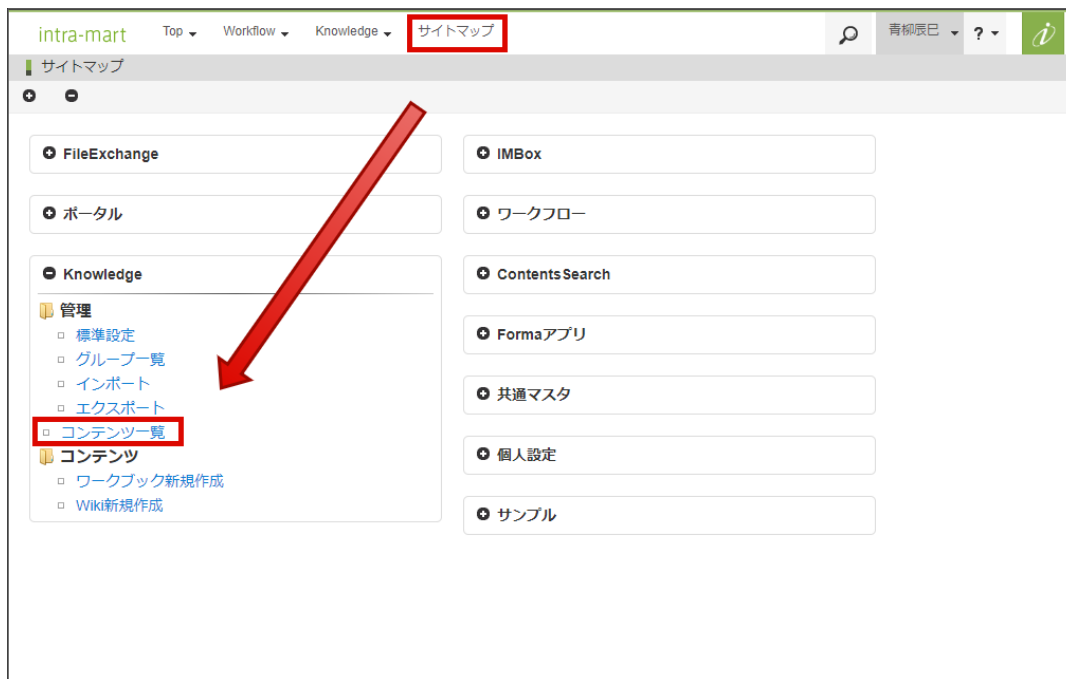 intra-mart Top Workflow Knowledge サイトマップ 青柳辰巳 ?
サイトマップ
FileExchange
ポータル
Knowledge
管理
標準設定
グループ一覧
インポート
エクスポート
コンテンツ一覧
コンテンツ
ワークブック新規作成
Wiki新規作成
IMBox
ワークフロー
ContentsSearch
Formaアプリ
共通マスタ
個人設定
サンプル